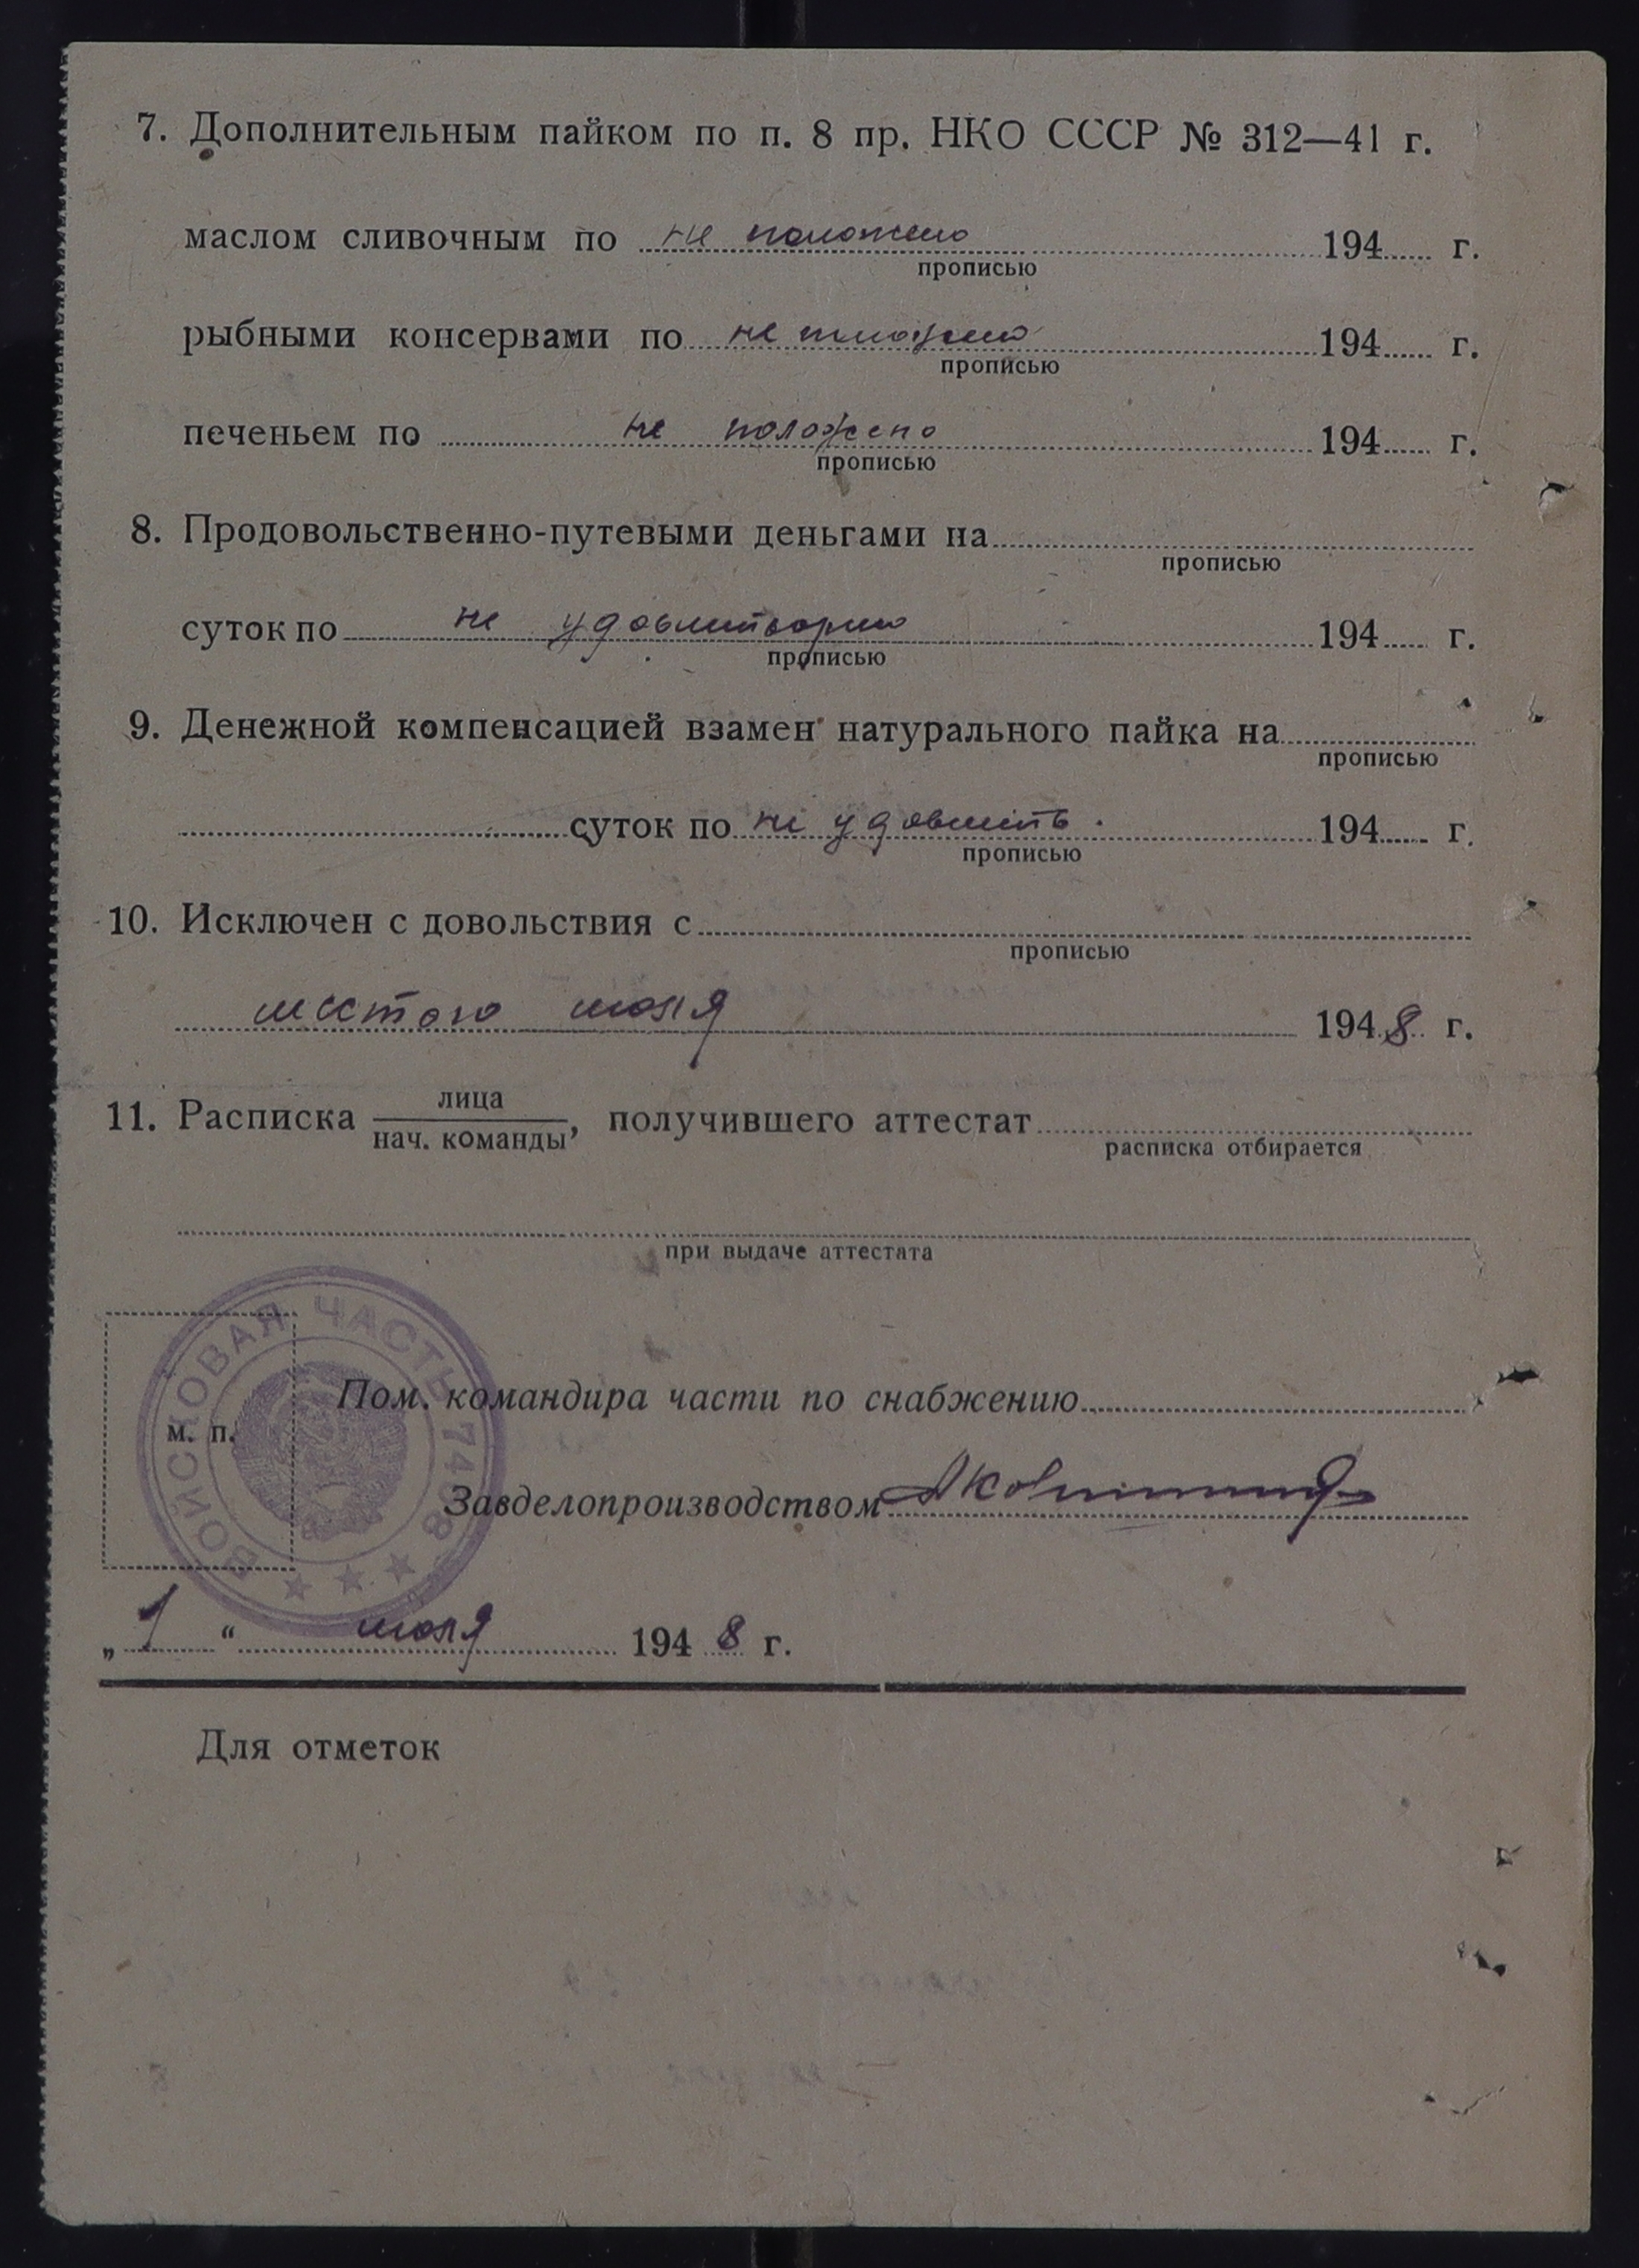 7. Дополнительным пайком по п. 8 пр. НКО СССР № 312—41 г.
маслом сливочным по не положено 194 г.
прописью
рыбными консервами по не положено 194 г.
прописью
печеньем по не положено 194 г.
прописью
8. Продовольственно-путевыми деньгами на
прописью
суток по не удовлетворен 194 г.
прописью
9. Денежной компенсацией взамен натурального пайка на
прописью
суток по не удовлетв. 194 г.
прописью
10. Исключен с довольствия с
прописью
шестого июля 1948 г.
11. Расписка лица
нач. команды, получившего аттестат
расписка отбирается
при выдаче аттестата
ВОЙСКОВАЯ ЧАСТЬ
м. п.
Пом. командира части по снабжению
Завделопроизводством
„1“ июля 1948 г.
Для отметок